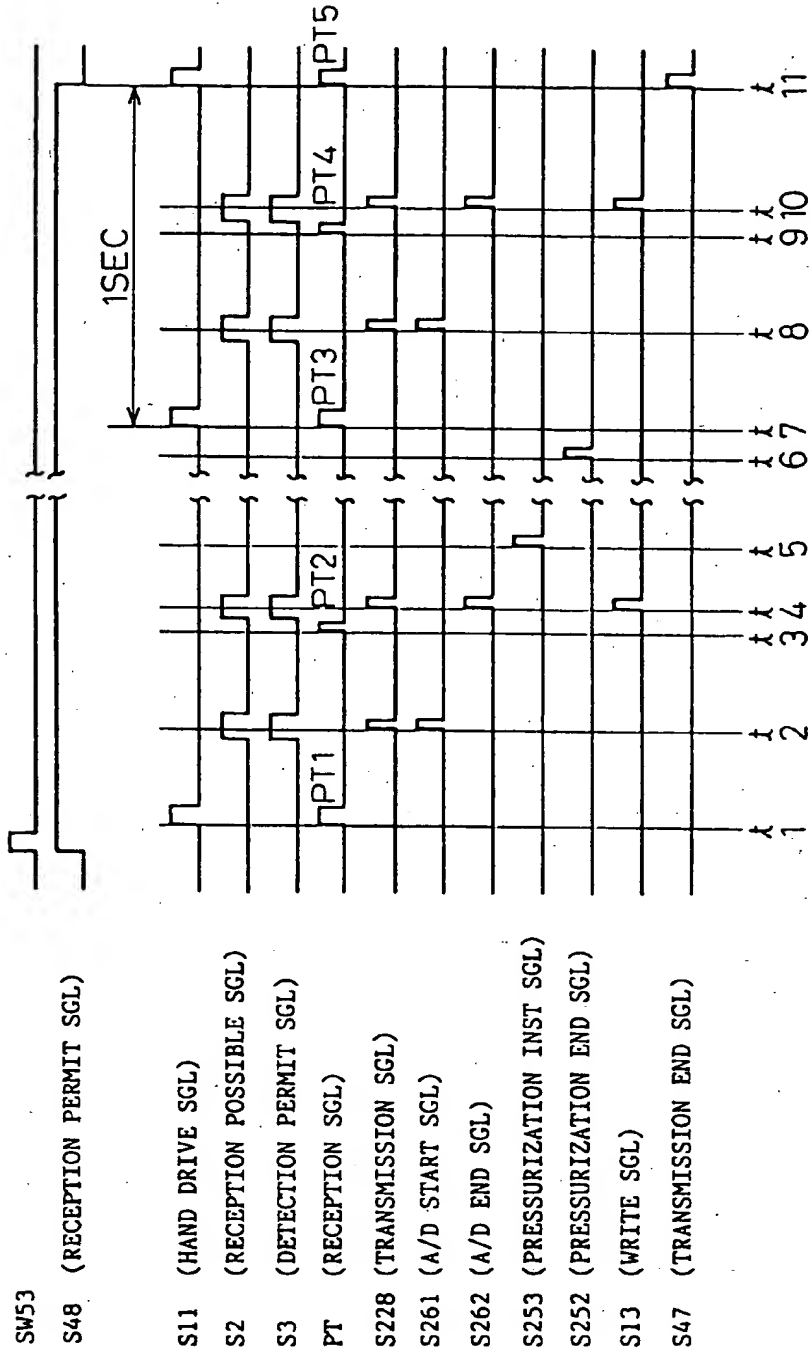 SW53
S48 (RECEPTION PERMIT SGL)
1SEC
S11 (HAND DRIVE SGL)
S2 (RECEPTION POSSIBLE SGL)
S3 (DETECTION PERMIT SGL)
PT (RECEPTION SGL)
PT1
PT2
PT3
PT4
PT5
S228 (TRANSMISSION SGL)
S261 (A/D START SGL)
S262 (A/D END SGL)
S253 (PRESSURIZATION INST SGL)
S252 (PRESSURIZATION END SGL)
S13 (WRITE SGL)
S47 (TRANSMISSION END SGL)
t t t t t t t t t t t
1 2 3 4 5 6 7 8 9 10 11